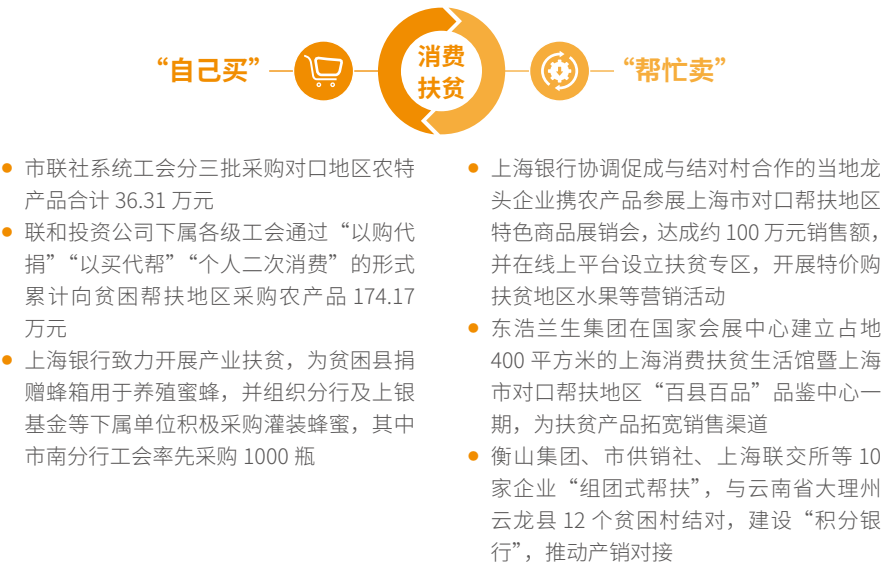 “自己买”
消费
扶贫
“帮忙卖”
市联社系统工会分三批采购对口地区农特
产品合计 36.31 万元
联和投资公司下属各级工会通过“以购代
捐”“以买代帮”“个人二次消费”的形式
累计向贫困帮扶地区采购农产品 174.17
万元
上海银行致力开展产业扶贫，为贫困县捐
赠蜂箱用于养殖蜜蜂，并组织分行及上银
基金等下属单位积极采购灌装蜂蜜，其中
市南分行工会率先采购 1000 瓶
上海银行协调促成与结对村合作的当地龙
头企业携农产品参展上海市对口帮扶地区
特色商品展销会，达成约 100 万元销售额，
并在线上平台设立扶贫专区，开展特价购
扶贫地区水果等营销活动
东浩兰生集团在国家会展中心建立占地
400 平方米的上海消费扶贫生活馆暨上海
市对口帮扶地区“百县百品”品鉴中心一
期，为扶贫产品拓宽销售渠道
衡山集团、市供销社、上海联交所等 10
家企业“组团式帮扶”，与云南省大理州
云龙县 12 个贫困村结对，建设“积分银
行”，推动产销对接